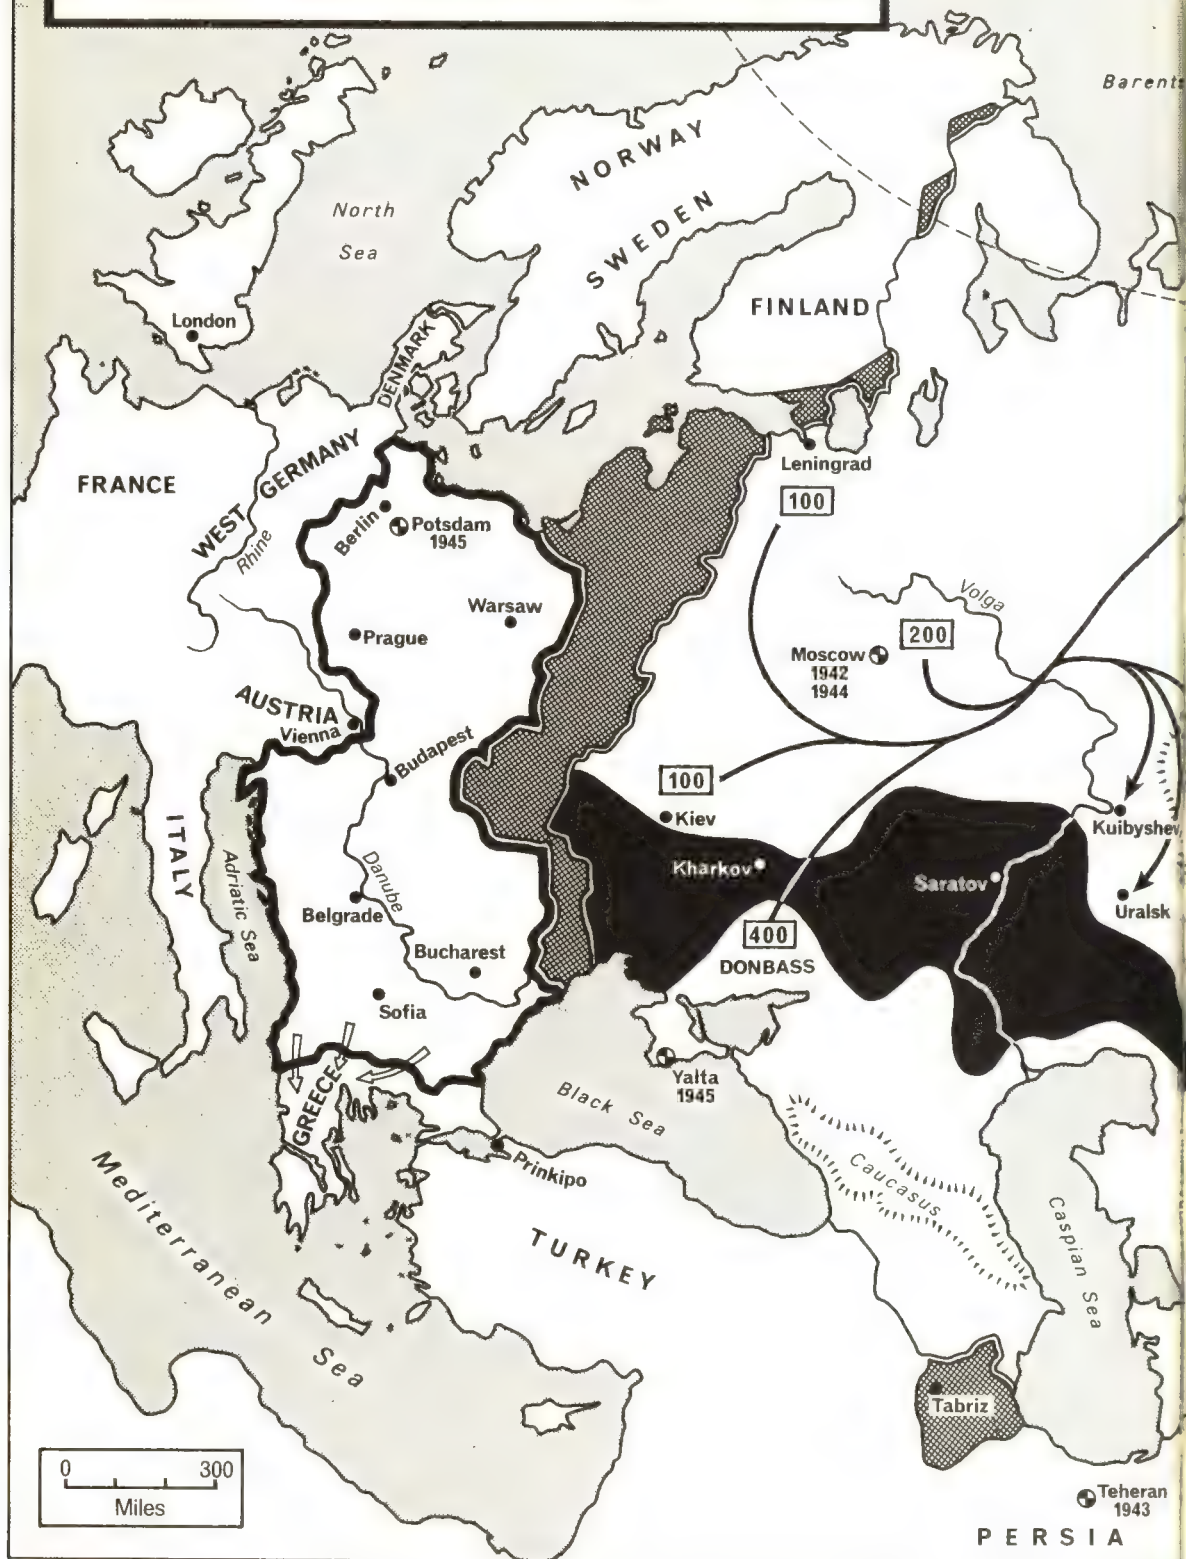 Barents
NORWAY
North
Sea
SWEDEN
FINLAND
London
DENMARK
Leningrad
FRANCE
WEST GERMANY
100
Berlin
Potsdam
1945
Rhine
Volga
Warsaw
200
Prague
Moscow
1942
1944
AUSTRIA
Vienna
Budapest
100
Kiev
Kuibyshev
ITALY
Adriatic Sea
Danube
Kharkov
Saratov
Belgrade
Uralsk
400
DONBASS
Bucharest
Sofia
GREECE
Yalta
1945
Black Sea
Prinkipo
Caucasus
Mediterranean
Sea
TURKEY
Caspian Sea
Tabriz
0 300
Miles
Teheran
1943
PERSIA